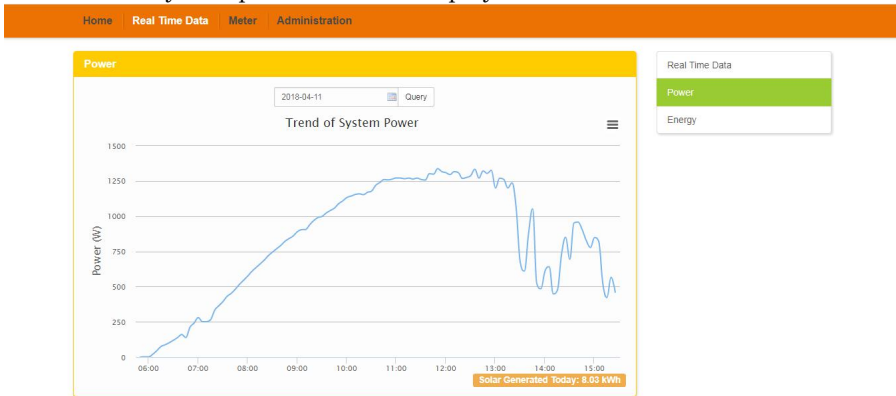 Home Real Time Data Meter Administration
Power
2018-04-11 Query
Trend of System Power
1500
1250
1000
750
500
250
0
Power (W)
06:00 07:00 08:00 09:00 10:00 11:00 12:00 13:00 14:00 15:00
Solar Generated Today: 8.03 kWh
Real Time Data
Power
Energy